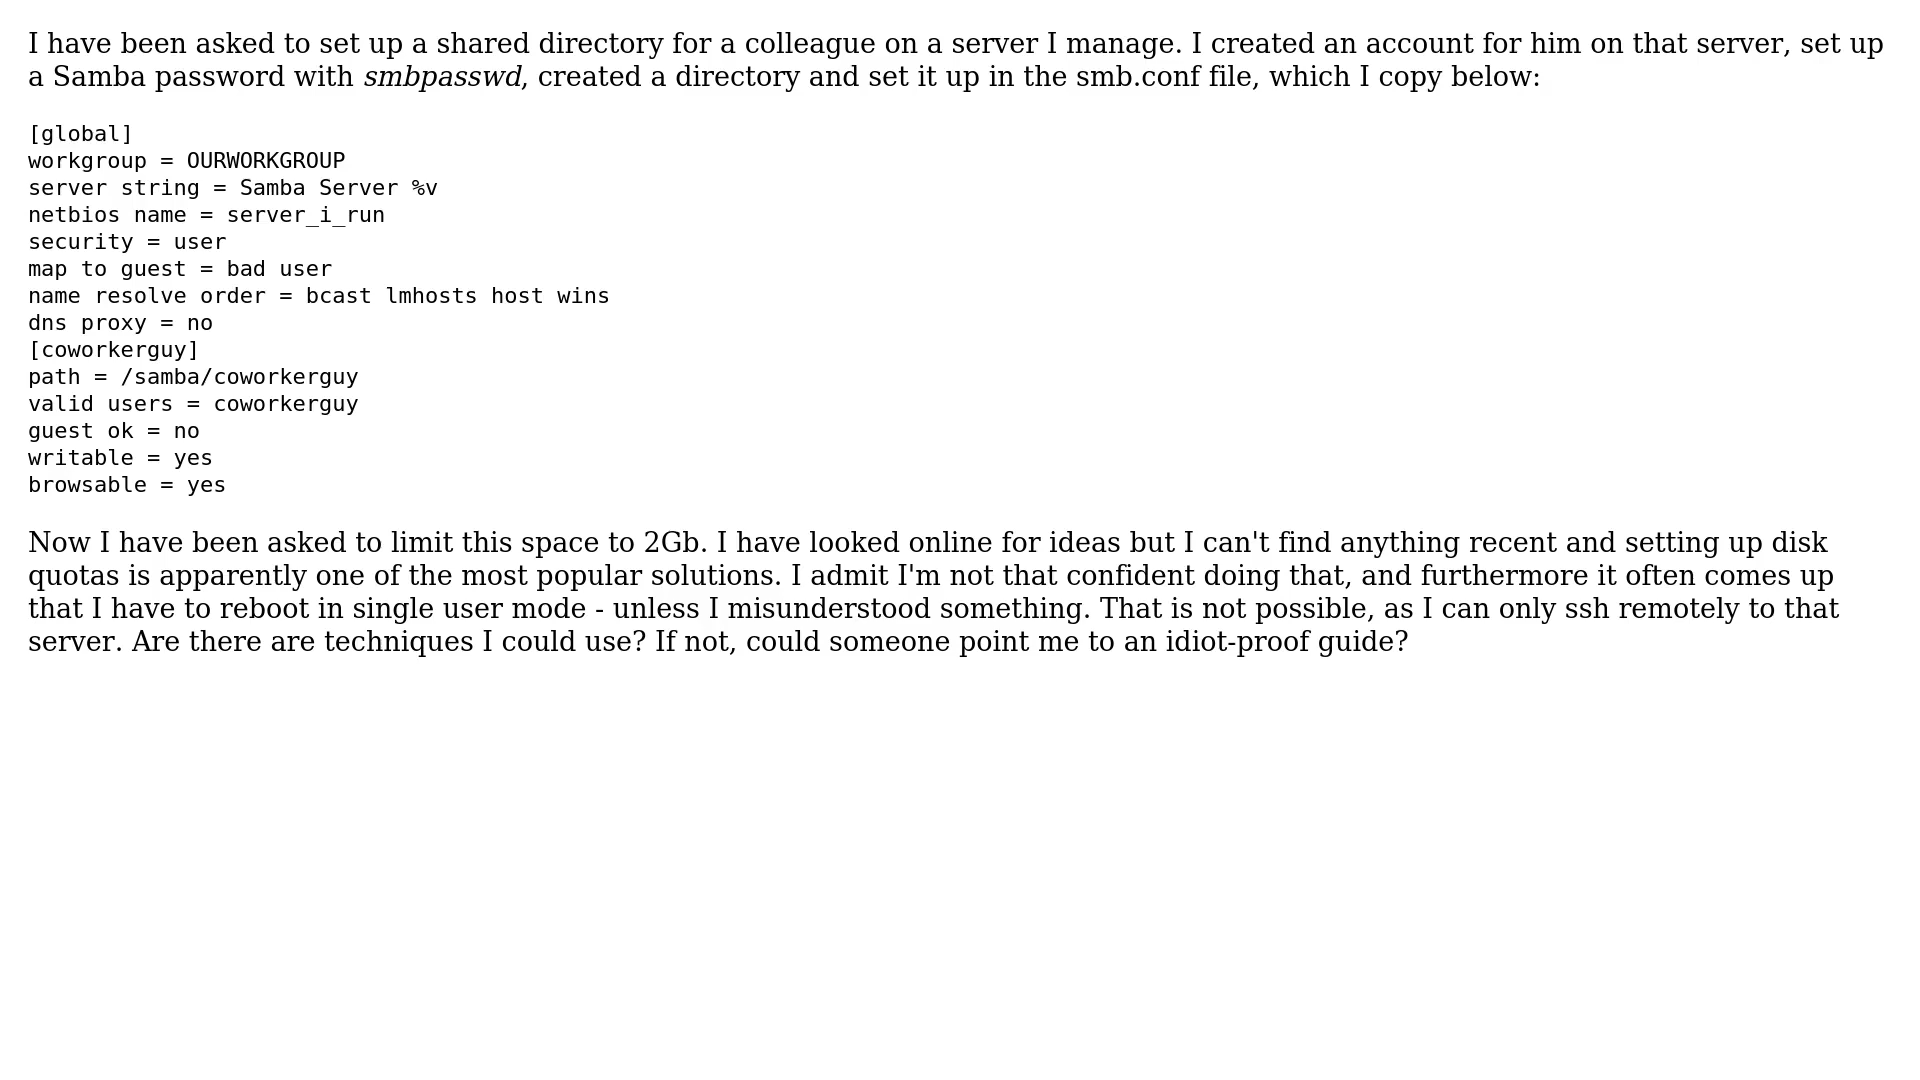 I have been asked to set up a shared directory for a colleague on a server I manage. I created an account for him on that server, set up
a Samba password with smbpasswd, created a directory and set it up in the smb.conf file, which I copy below:
[global]
workgroup = OURWORKGROUP
server string = Samba Server %v
netbios name = server_i_run
security = user
map to guest = bad user
name resolve order = bcast lmhosts host wins
dns proxy = no
[coworkerguy]
path = /samba/coworkerguy
valid users = coworkerguy
guest ok = no
writable = yes
browsable = yes
Now I have been asked to limit this space to 2Gb. I have looked online for ideas but I can't find anything recent and setting up disk
quotas is apparently one of the most popular solutions. I admit I'm not that confident doing that, and furthermore it often comes up
that I have to reboot in single user mode - unless I misunderstood something. That is not possible, as I can only ssh remotely to that
server. Are there are techniques I could use? If not, could someone point me to an idiot-proof guide?